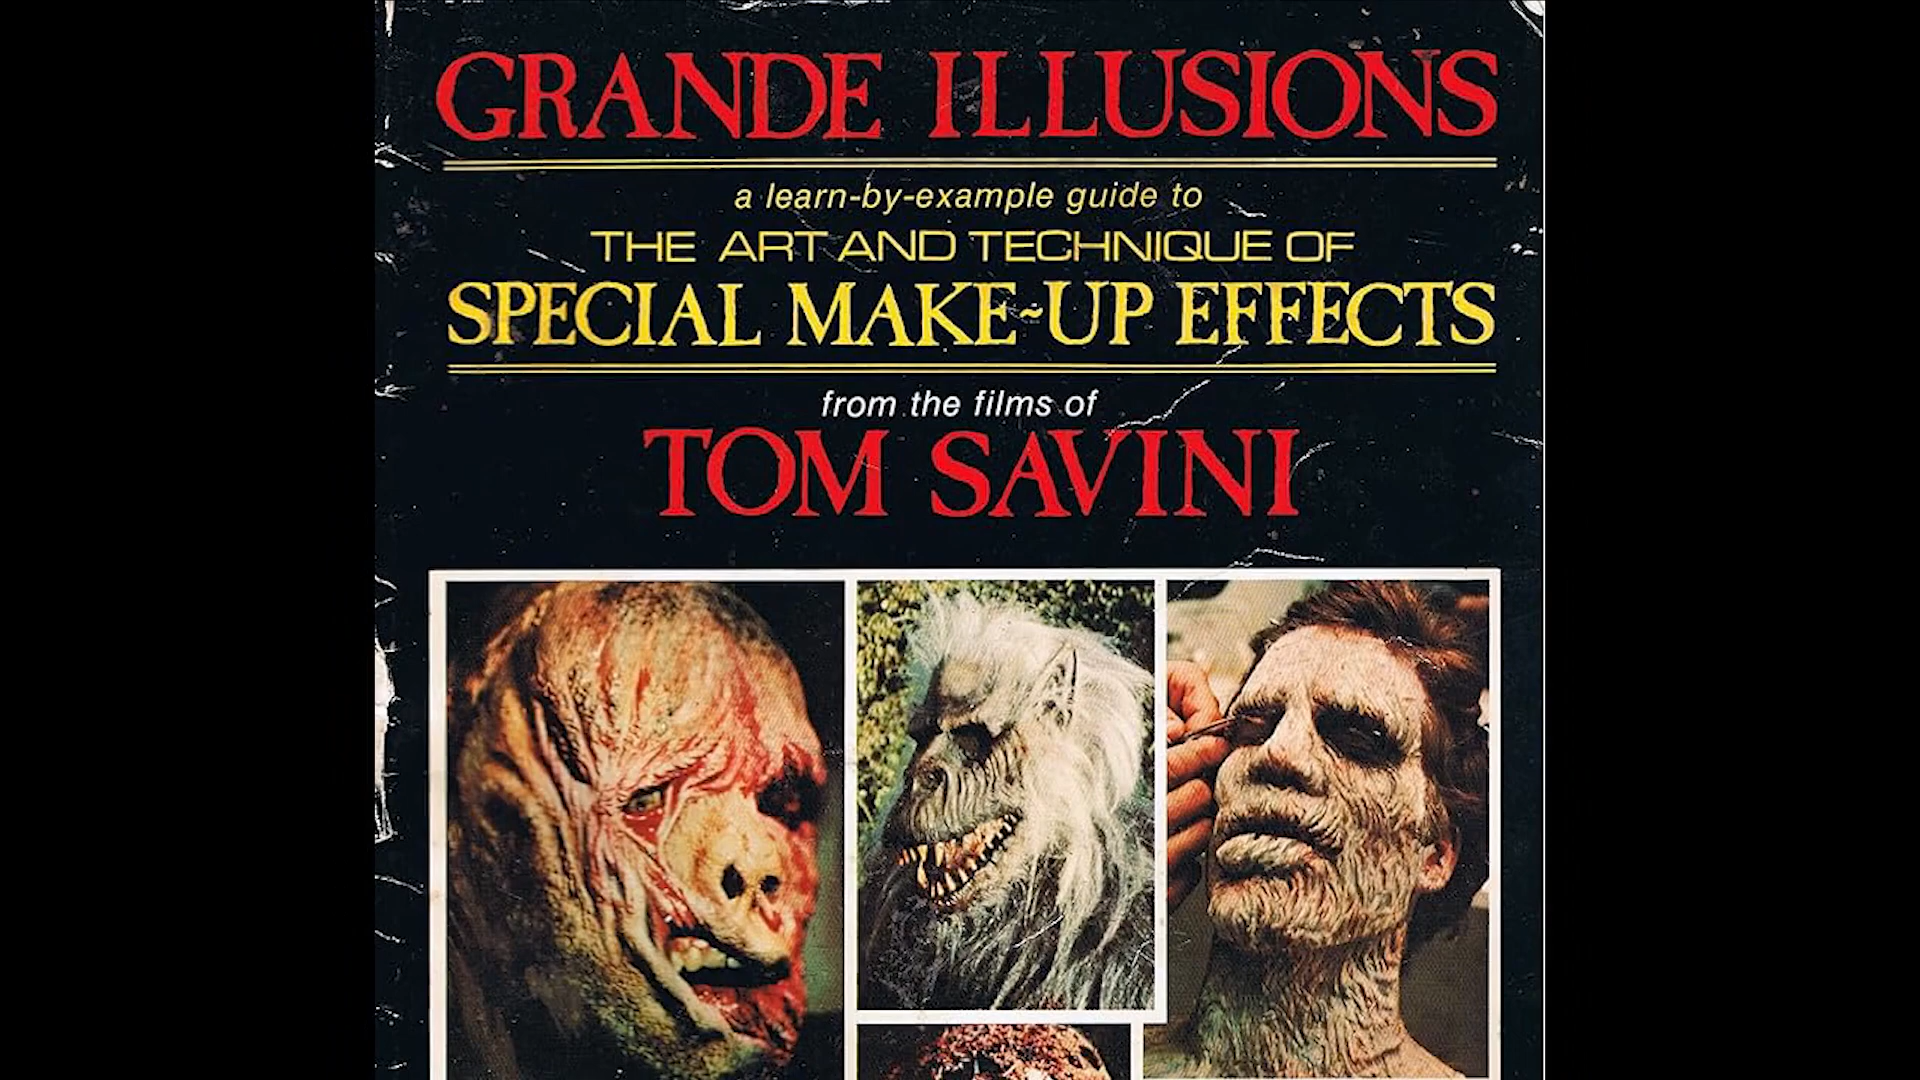 GRANDE ILLUSIONS
a learn-by-example guide to
THE ART AND TECHNIQUE OF
SPECIAL MAKE-UP EFFECTS
from the films of
TOM SAVINI